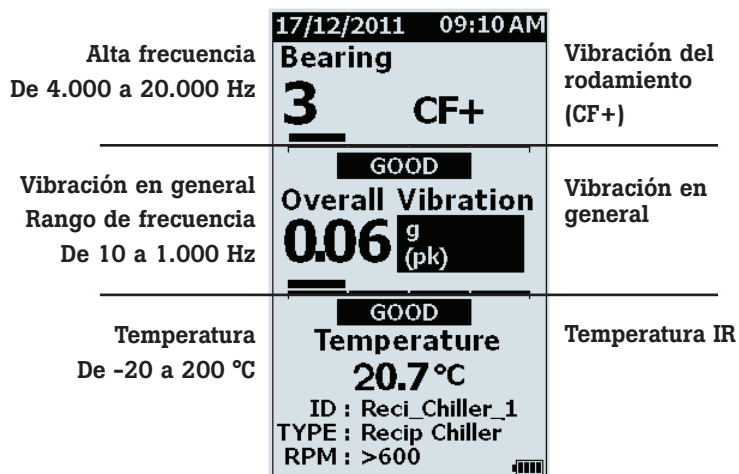 Alta frecuencia
De 4.000 a 20.000 Hz
Vibración en general
Rango de frecuencia
De 10 a 1.000 Hz
Temperatura
De -20 a 200 °C
17/12/2011 09:10 AM
Bearing
3 CF+
GOOD
Overall Vibration
0.06 g
(pk)
GOOD
Temperature
20.7 °C
ID : Reci_Chiller_1
TYPE : Recip Chiller
RPM : >600
Vibración del
rodamiento
(CF+)
Vibración en
general
Temperatura IR